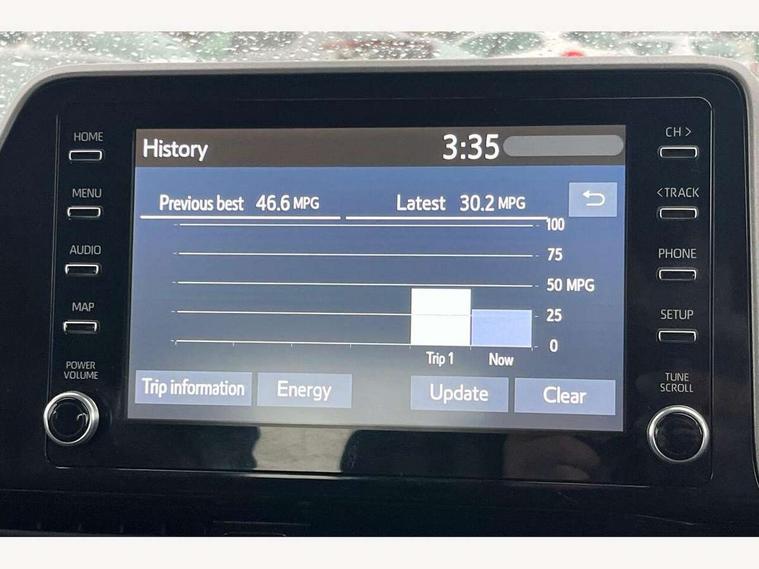 HOME
MENU
AUDIO
MAP
POWER
VOLUME
History 3:35
Previous best 46.6 MPG Latest 30.2 MPG
100
75
50 MPG
25
0
Trip 1 Now
Trip information Energy Update Clear
CH >
< TRACK
PHONE
SETUP
TUNE
SCROLL